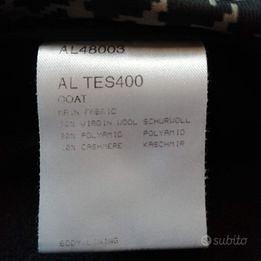 AL48003
AL TES400
COAT
MAIN FABRIC
VIRGIN WOOL SCHURWOLL
POLYAMID POLYAMID
CASHMERE KASCHMIR
BODY LINING
subito